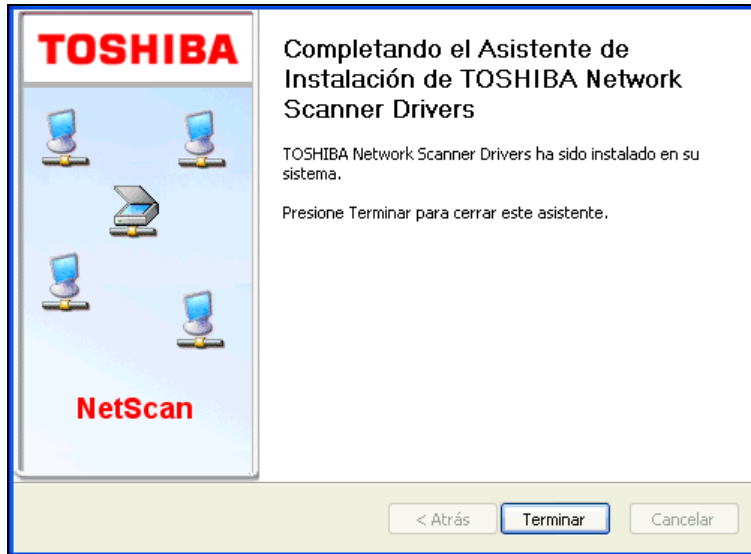 TOSHIBA
NetScan
Completando el Asistente de
Instalación de TOSHIBA Network
Scanner Drivers
TOSHIBA Network Scanner Drivers ha sido instalado en su
sistema.
Presione Terminar para cerrar este asistente.
< Atrás
Terminar
Cancelar